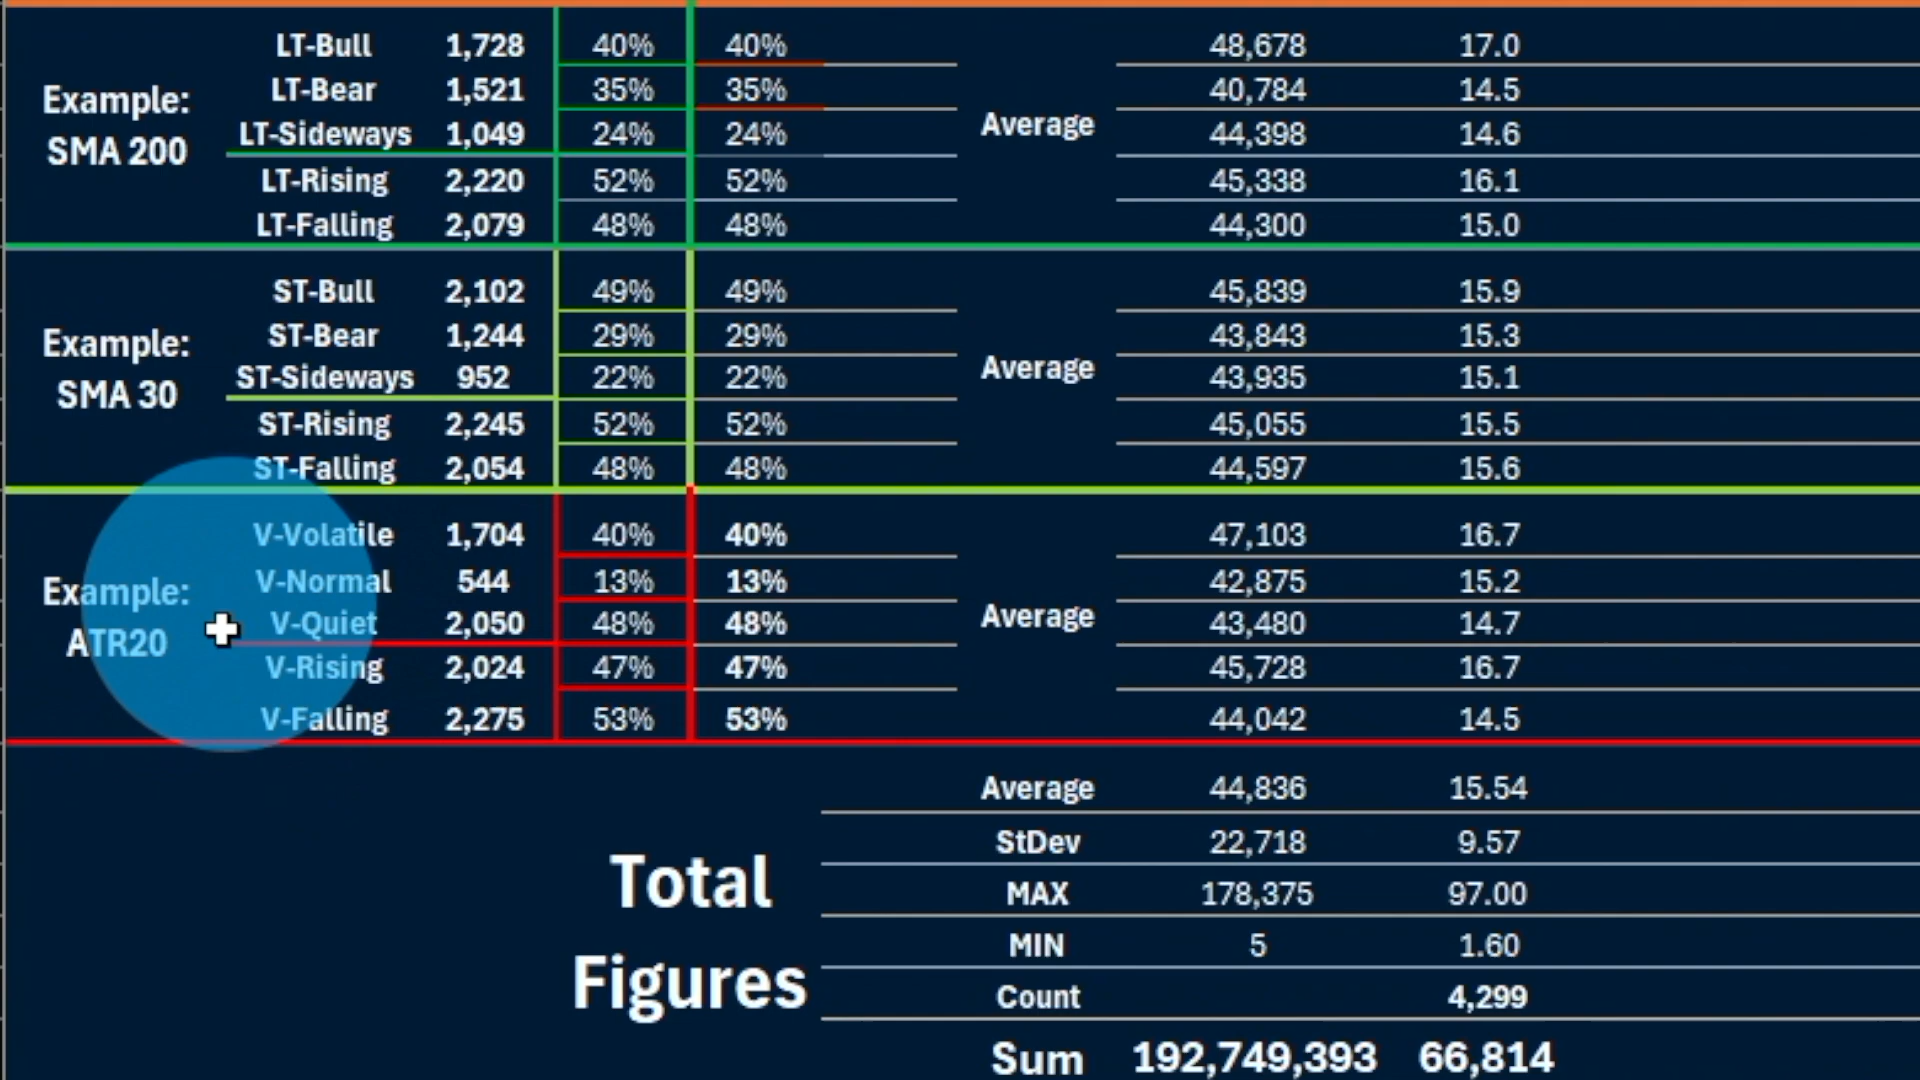 LT-Bull 1,728 40% 40% 48,678 17.0
LT-Bear 1,521 35% 35% 40,784 14.5
Example:
SMA 200
Average
LT-Sideways 1,049 24% 24% 44,398 14.6
LT-Rising 2,220 52% 52% 45,338 16.1
LT-Falling 2,079 48% 48% 44,300 15.0
ST-Bull 2,102 49% 49% 45,839 15.9
ST-Bear 1,244 29% 29% 43,843 15.3
Example:
SMA 30
Average
ST-Sideways 952 22% 22% 43,935 15.1
ST-Rising 2,245 52% 52% 45,055 15.5
ST-Falling 2,054 48% 48% 44,597 15.6
V-Volatile 1,704 40% 40% 47,103 16.7
V-Normal 544 13% 13% 42,875 15.2
Example:
ATR20
Average
V-Quiet 2,050 48% 48% 43,480 14.7
V-Rising 2,024 47% 47% 45,728 16.7
V-Falling 2,275 53% 53% 44,042 14.5
Total
Figures
Average 44,836 15.54
StDev 22,718 9.57
MAX 178,375 97.00
MIN 5 1.60
Count 4,299
Sum 192,749,393 66,814